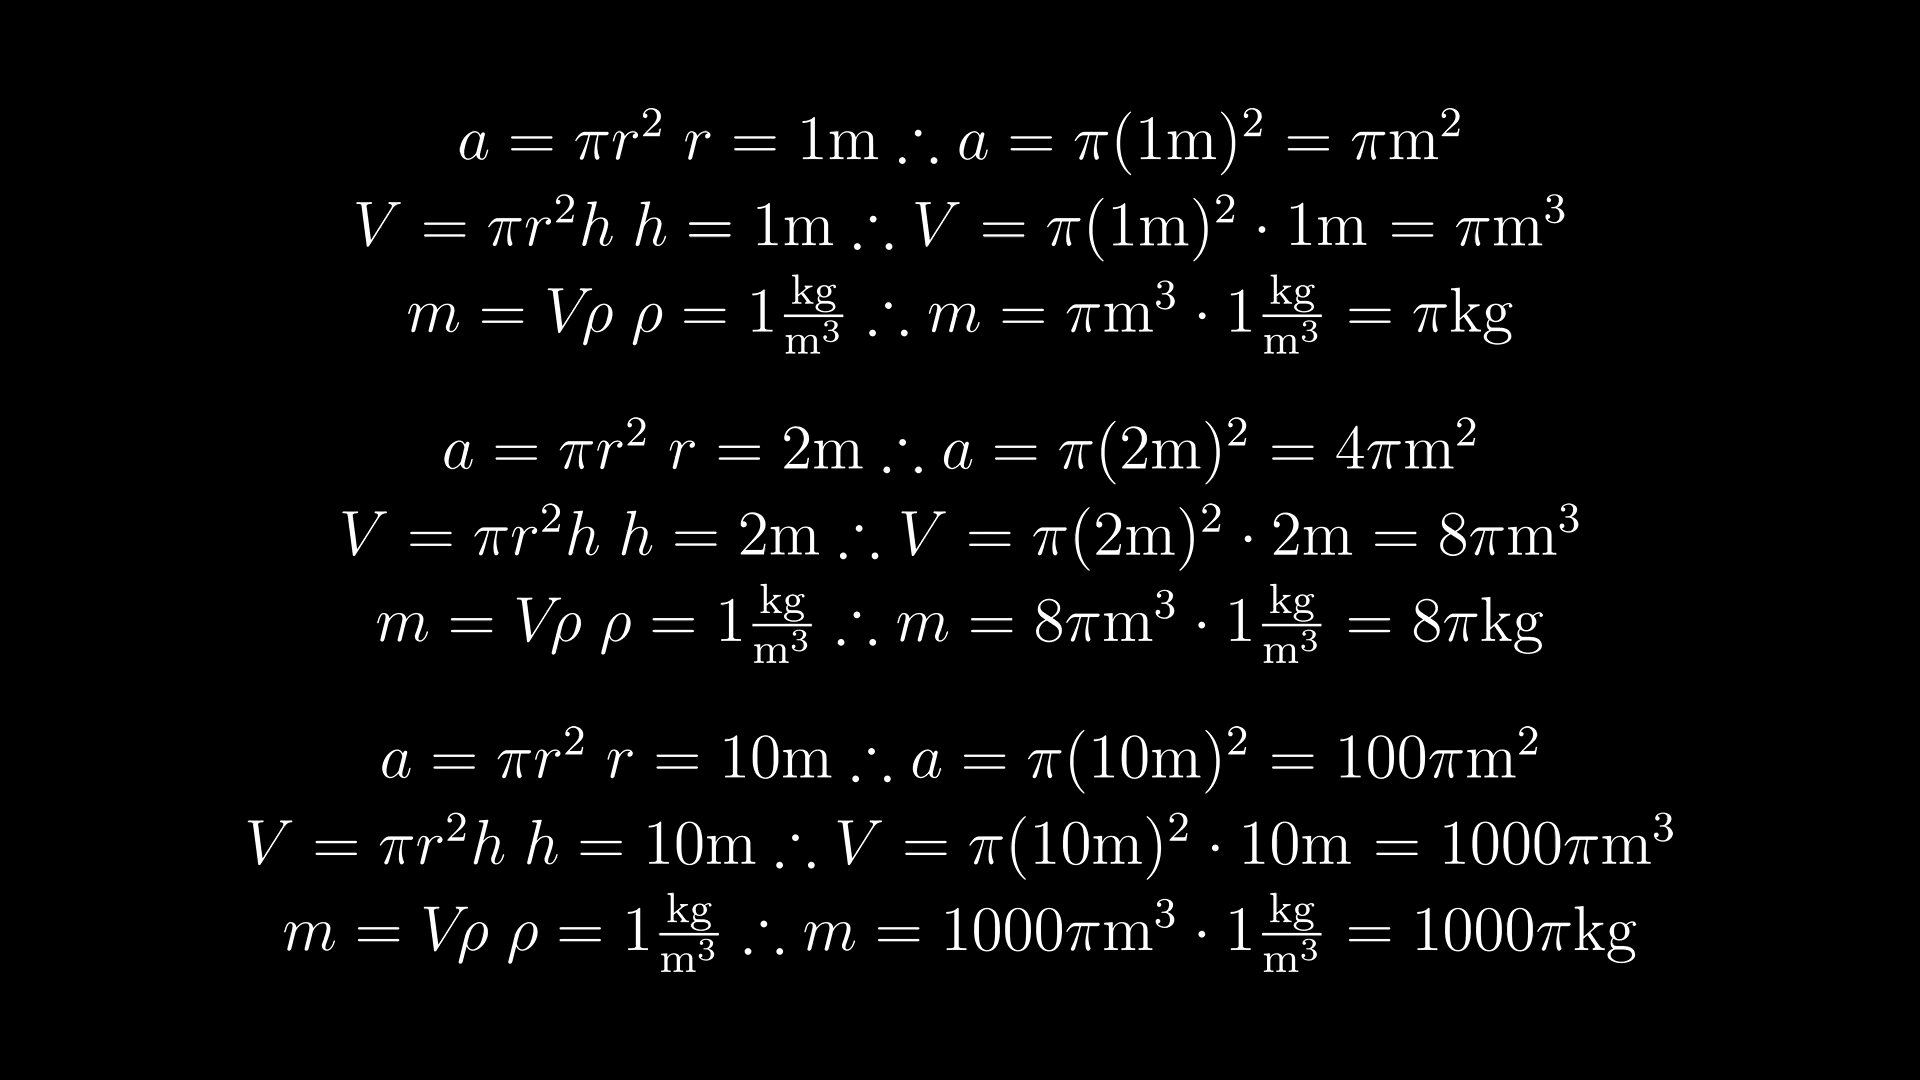 a = πr² r = 1m ∴ a = π(1m)² = πm²
V = πr²h h = 1m ∴ V = π(1m)² · 1m = πm³
m = Vρ ρ = 1 kg/m³ ∴ m = πm³ · 1 kg/m³ = πkg
a = πr² r = 2m ∴ a = π(2m)² = 4πm²
V = πr²h h = 2m ∴ V = π(2m)² · 2m = 8πm³
m = Vρ ρ = 1 kg/m³ ∴ m = 8πm³ · 1 kg/m³ = 8πkg
a = πr² r = 10m ∴ a = π(10m)² = 100πm²
V = πr²h h = 10m ∴ V = π(10m)² · 10m = 1000πm³
m = Vρ ρ = 1 kg/m³ ∴ m = 1000πm³ · 1 kg/m³ = 1000πkg